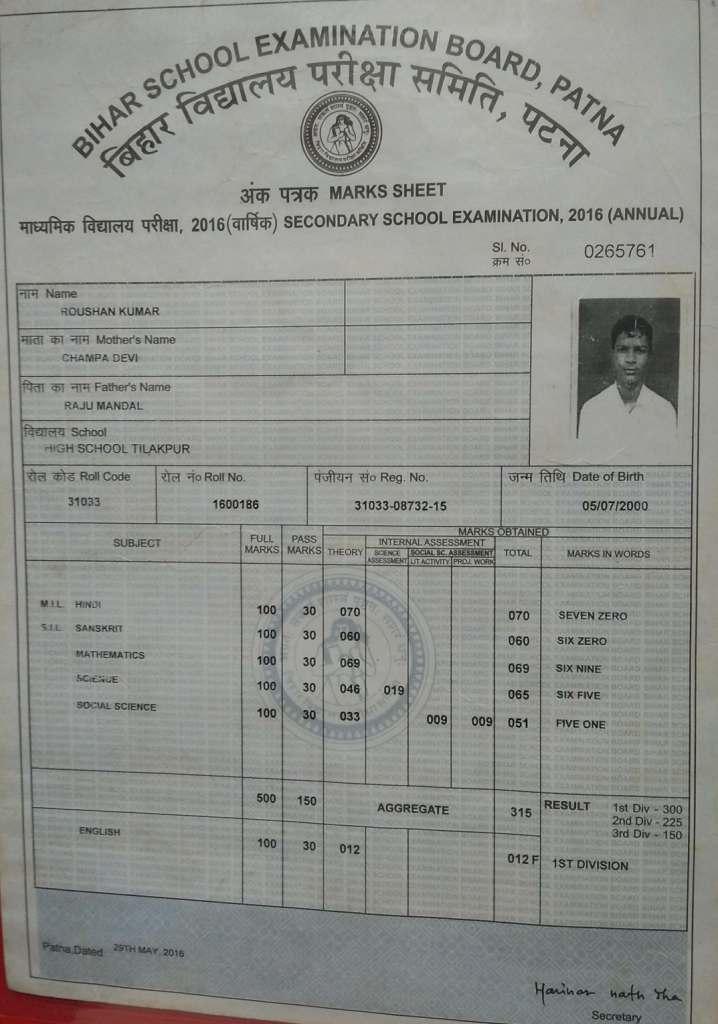 BIHAR SCHOOL EXAMINATION BOARD, PATNA
बिहार विद्यालय परीक्षा समिति, पटना
अंक पत्रक MARKS SHEET
माध्यमिक विद्यालय परीक्षा, 2016(वार्षिक) SECONDARY SCHOOL EXAMINATION, 2016 (ANNUAL)
Sl. No. 0265761
क्रम सं०
नाम Name
ROUSHAN KUMAR
माता का नाम Mother's Name
CHAMPA DEVI
पिता का नाम Father's Name
RAJU MANDAL
विद्यालय School
HIGH SCHOOL TILAKPUR
रोल कोड Roll Code रोल नं० Roll No. पंजीयन सं० Reg. No. जन्म तिथि Date of Birth
31033 1600186 31033-08732-15 05/07/2000
MARKS OBTAINED
SUBJECT FULL MARKS PASS MARKS THEORY INTERNAL ASSESSMENT TOTAL MARKS IN WORDS
SCIENCE ASSESSMENT SOCIAL SC. ASSESSMENT
LIT ACTIVITY PROJ. WORK
M.I.L. HINDI 100 30 070 070 SEVEN ZERO
S.I.L. SANSKRIT 100 30 060 060 SIX ZERO
MATHEMATICS 100 30 069 069 SIX NINE
SCIENCE 100 30 046 019 065 SIX FIVE
SOCIAL SCIENCE 100 30 033 009 009 051 FIVE ONE
500 150 AGGREGATE 315 RESULT 1st Div - 300
2nd Div - 225
3rd Div - 150
ENGLISH 100 30 012 012 F 1ST DIVISION
Patna,Dated 29TH MAY, 2016
Harihar nath Jha
Secretary